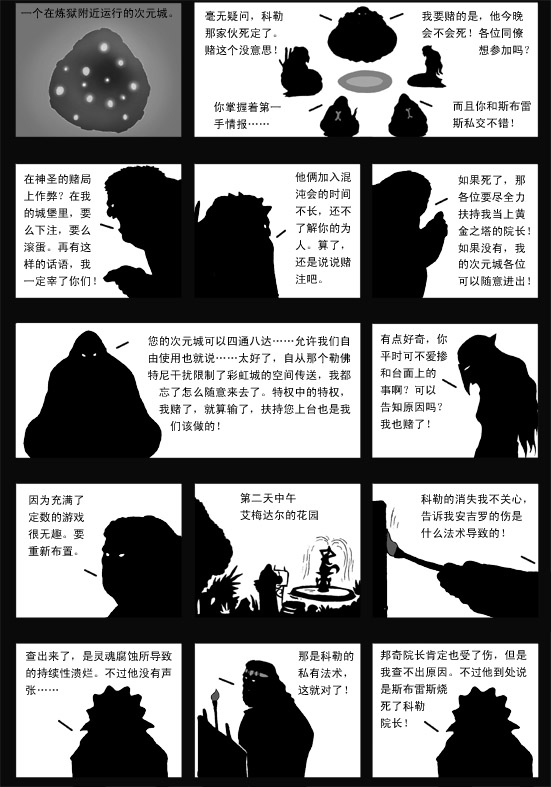 一个在炼狱附近运行的次元城。
毫无疑问，科勒
那家伙死定了。
赌这个没意思！
我要赌的是，他今晚
会不会死！各位同僚
想参加吗？
你掌握着第一
手情报……
而且你和斯布雷
斯私交不错！
在神圣的赌局
上作弊？在我
的城堡里，要
么下注，要么
滚蛋。再有这
样的话语，我
一定宰了你们！
他俩加入混
沌会的时间
不长，还不
了解你的为
人。算了，
还是说说赌
注吧。
如果死了，那
各位要尽全力
扶持我当上黄
金之塔的院长！
如果没有，我
的次元城各位
可以随意进出！
您的次元城可以四通八达……允许我们自
由使用也就说……太好了，自从那个勒佛
特尼干扰限制了彩虹城的空间传送，我都
忘了怎么随意来去了。特权中的特权，
我赌了，就算输了，扶持您上台也是我
们该做的！
有点好奇，你
平时可不爱掺
和台面上的
事啊？可以
告知原因吗？
我也赌了！
因为充满了
定数的游戏
很无趣。要
重新布置。
第二天中午
艾梅达尔的花园
科勒的消失我不关心，
告诉我安吉罗的伤是
什么法术导致的！
查出来了，是灵魂腐蚀所导致
的持续性溃烂。不过他没有声
张……
那是科勒的
私有法术，
这就对了！
邦奇院长肯定也受了伤，但是
我查不出原因。不过他到处说
是斯布雷斯烧
死了科勒
院长！